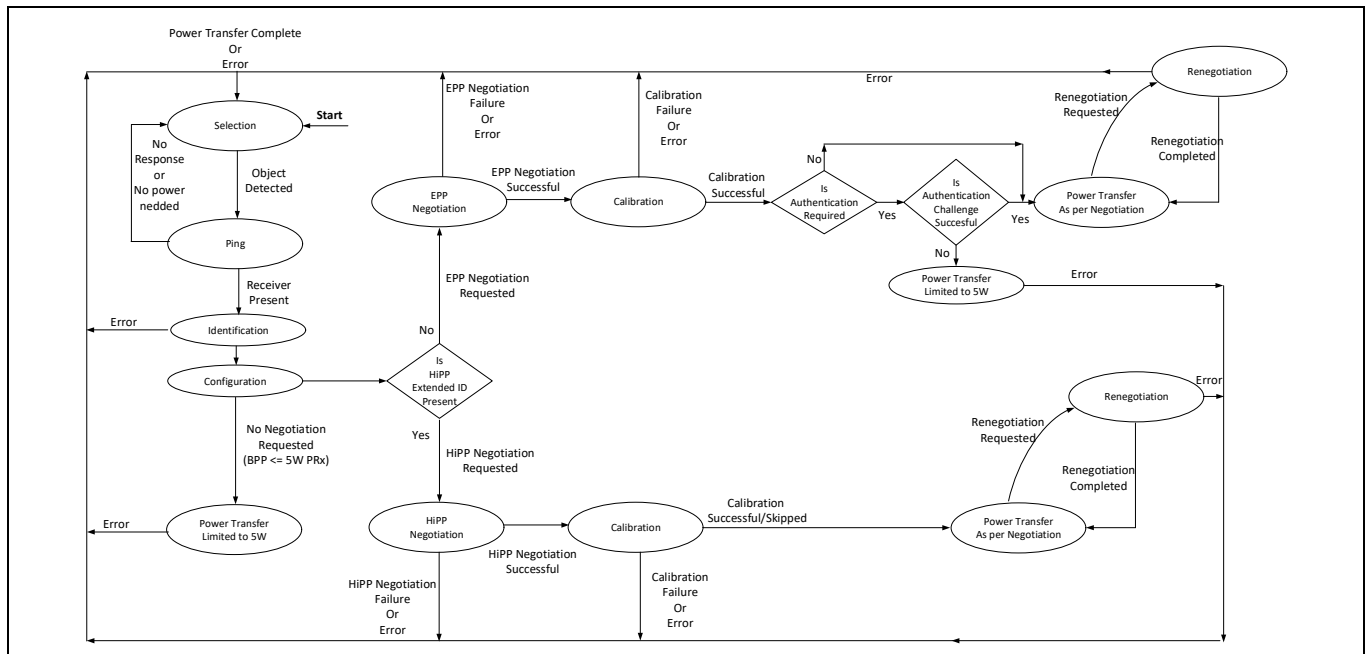 Power Transfer Complete
Or
Error
Start
Selection
No
Response
or
No power
nedded
Object
Detected
Ping
Receiver
Present
Error
Identification
Configuration
No Negotiation
Requested
(BPP <= 5W PRx)
Error
Power Transfer
Limited to 5W
EPP Negotiation
Failure
Or
Error
EPP
Negotiation
EPP Negotiation
Successful
EPP Negotiation
Requested
No
Is
HiPP
Extended ID
Present
Yes
HiPP Negotiation
Requested
HiPP
Negotiation
HiPP Negotiation
Successful
HiPP Negotiation
Failure
Or
Error
Calibration
Failure
Or
Error
Calibration
Calibration
Successful
No
Is
Authentication
Required
Yes
Is
Authentication
Challenge
Succesful
Yes
No
Power Transfer
Limited to 5W
Error
Power Transfer
As per Negotiation
Renegotiation
Requested
Renegotiation
Completed
Error
Renegotiation
Calibration
Calibration
Successful/Skipped
Calibration
Failure
Or
Error
Power Transfer
As per Negotiation
Renegotiation
Requested
Renegotiation
Completed
Renegotiation
Error